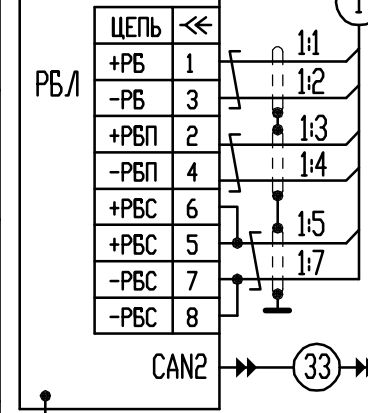 1
ЦЕПЬ
+РБ 1 1:1
РБЛ
-РБ 3 1:2
+РБП 2 1:3
-РБП 4 1:4
+РБС 6
+РБС 5 1:5
-РБС 7 1:7
-РБС 8
CAN2 33